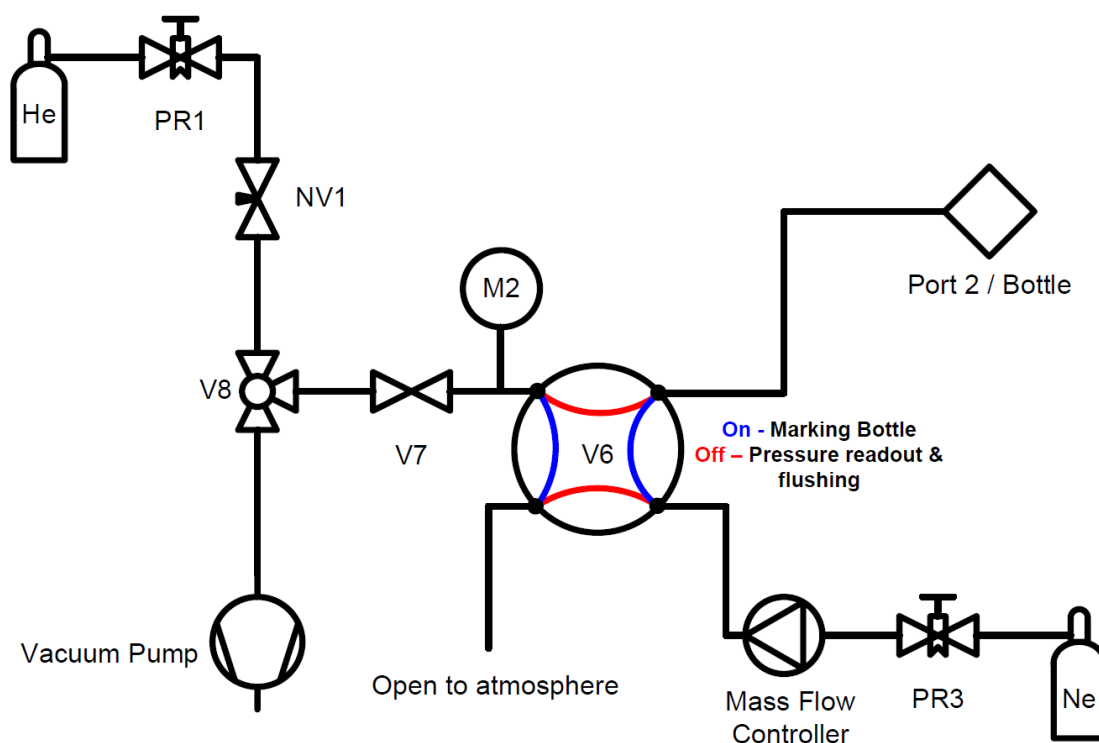 He
PR1
NV1
M2
Port 2 / Bottle
V8
V7
V6
On - Marking Bottle
Off – Pressure readout &
flushing
Vacuum Pump
Open to atmosphere
Mass Flow
Controller
PR3
Ne